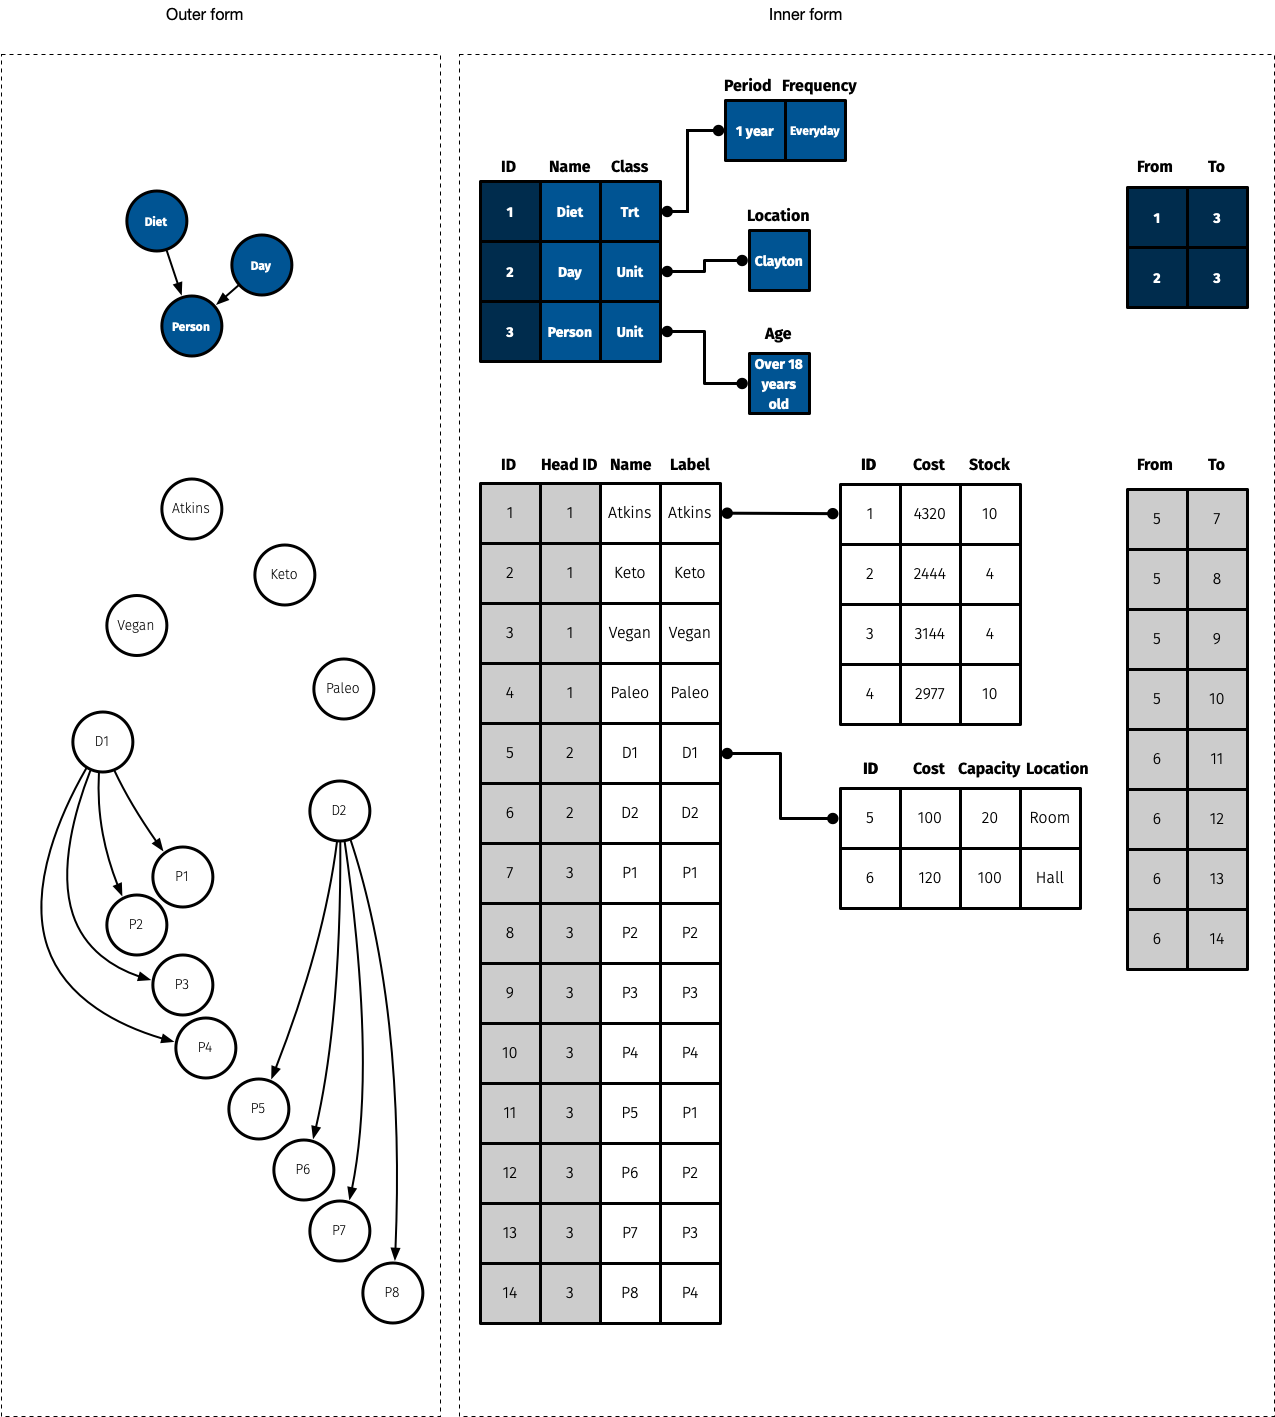 Outer form
Inner form
Diet
Day
Person
Atkins
Keto
Vegan
Paleo
D1
D2
P1
P2
P3
P4
P5
P6
P7
P8
Period Frequency
1 year Everyday
ID Name Class
1 Diet Trt
2 Day Unit
3 Person Unit
Location
Clayton
Age
Over 18
years
old
From To
1 3
2 3
ID Head ID Name Label
1 1 Atkins Atkins
2 1 Keto Keto
3 1 Vegan Vegan
4 1 Paleo Paleo
5 2 D1 D1
6 2 D2 D2
7 3 P1 P1
8 3 P2 P2
9 3 P3 P3
10 3 P4 P4
11 3 P5 P1
12 3 P6 P2
13 3 P7 P3
14 3 P8 P4
ID Cost Stock
1 4320 10
2 2444 4
3 3144 4
4 2977 10
ID Cost Capacity Location
5 100 20 Room
6 120 100 Hall
From To
5 7
5 8
5 9
5 10
6 11
6 12
6 13
6 14